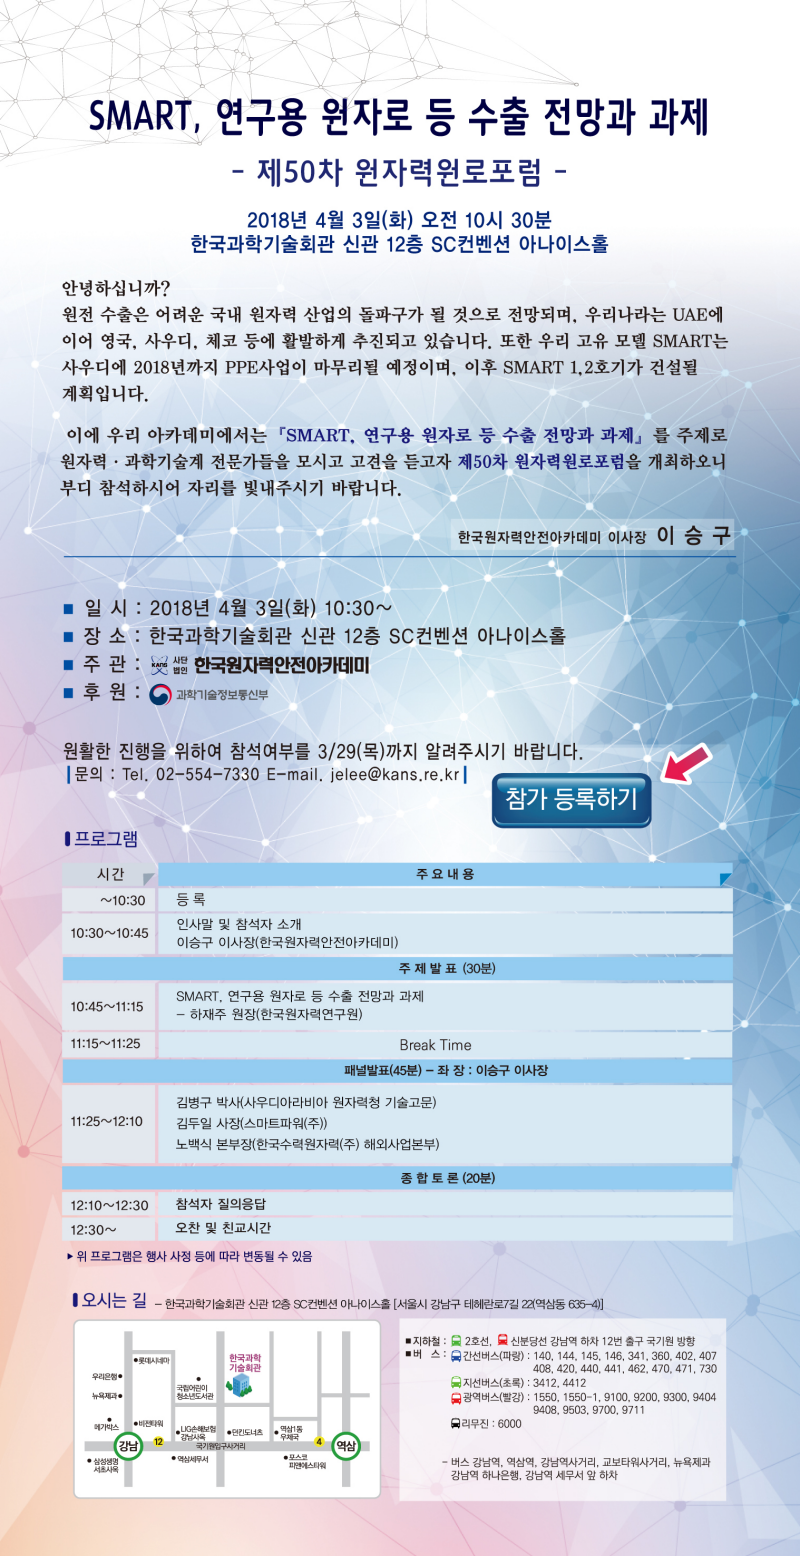 SMART, 연구용 원자로 등 수출 전망과 과제
- 제50차 원자력원로포럼 -
2018년 4월 3일(화) 오전 10시 30분
한국과학기술회관 신관 12층 SC컨벤션 아나이스홀
안녕하십니까?
원전 수출은 어려운 국내 원자력 산업의 돌파구가 될 것으로 전망되며, 우리나라는 UAE에
이어 영국, 사우디, 체코 등에 활발하게 추진되고 있습니다. 또한 우리 고유 모델 SMART는
사우디에 2018년까지 PPE사업이 마무리될 예정이며, 이후 SMART 1,2호기가 건설될
계획입니다.
이에 우리 아카데미에서는 『SMART, 연구용 원자로 등 수출 전망과 과제』를 주제로
원자력·과학기술계 전문가들을 모시고 고견을 듣고자 제50차 원자력원로포럼을 개최하오니
부디 참석하시어 자리를 빛내주시기 바랍니다.
한국원자력안전아카데미 이사장 이 승 구
■ 일 시 : 2018년 4월 3일(화) 10:30~
■ 장 소 : 한국과학기술회관 신관 12층 SC컨벤션 아나이스홀
■ 주 관 : KANS 사단법인 한국원자력안전아카데미
■ 후 원 : 과학기술정보통신부
원활한 진행을 위하여 참석여부를 3/29(목)까지 알려주시기 바랍니다.
문의 : Tel. 02-554-7330 E-mail. jelee@kans.re.kr
참가 등록하기
프로그램
시간 주요내용
~10:30 등 록
10:30~10:45 인사말 및 참석자 소개
이승구 이사장(한국원자력안전아카데미)
주 제 발 표 (30분)
10:45~11:15 SMART, 연구용 원자로 등 수출 전망과 과제
- 하재주 원장(한국원자력연구원)
11:15~11:25 Break Time
패널발표(45분) - 좌 장 : 이승구 이사장
11:25~12:10 김병구 박사(사우디아라비아 원자력청 기술고문)
김두일 사장(스마트파워(주))
노백식 본부장(한국수력원자력(주) 해외사업본부)
종 합 토 론 (20분)
12:10~12:30 참석자 질의응답
12:30~ 오찬 및 친교시간
▶ 위 프로그램은 행사 사정 등에 따라 변동될 수 있음
오시는 길 - 한국과학기술회관 신관 12층 SC컨벤션 아나이스홀 [서울시 강남구 테헤란로7길 22(역삼동 635-4)]
롯데시네마
우리은행
뉴욕제과
메가박스
비젼타워
국립어린이
청소년도서관
한국과학
기술회관
LIG손해보험
강남사옥
던킨도너츠
역삼1동
우체국
강남
12
국기원입구사거리
4
역삼
삼성생명
서초사옥
역삼세무서
포스코
피앤에스타워
■ 지하철 : 2호선, 신분당선 강남역 하차 12번 출구 국기원 방향
■ 버 스 : 간선버스(파랑) : 140, 144, 145, 146, 341, 360, 402, 407
408, 420, 440, 441, 462, 470, 471, 730
지선버스(초록) : 3412, 4412
광역버스(빨강) : 1550, 1550-1, 9100, 9200, 9300, 9404
9408, 9503, 9700, 9711
리무진 : 6000
- 버스 강남역, 역삼역, 강남역사거리, 교보타워사거리, 뉴욕제과
강남역 하나은행, 강남역 세무서 앞 하차